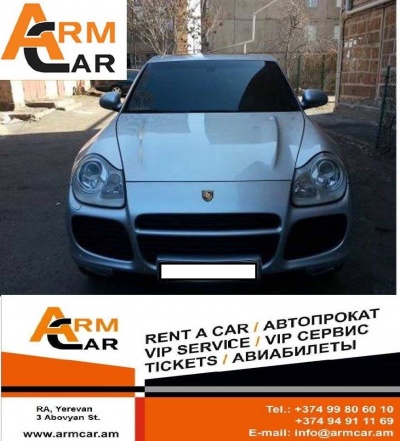 ARM
CAR
ARM
CAR
RENT A CAR / АВТОПРОКАТ
VIP SERVICE / VIP СЕРВИС
TICKETS / АВИАБИЛЕТЫ
RA, Yerevan
3 Abovyan St.
www.armcar.am
Tel.: +374 99 80 60 10
+374 94 91 11 69
E-mail: info@armcar.am